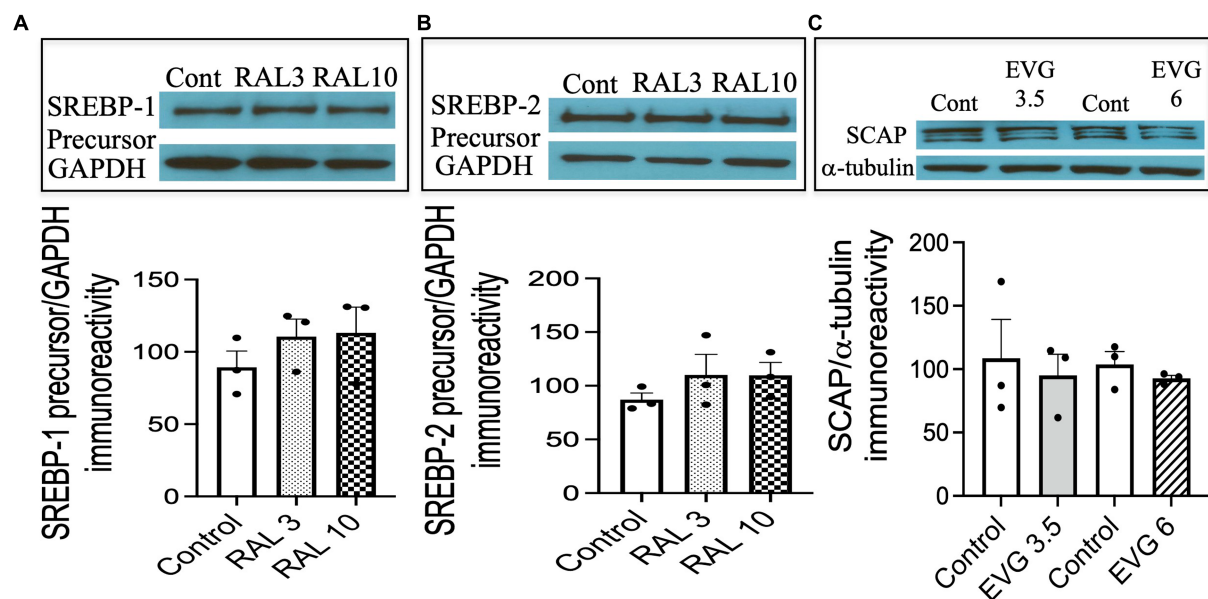 A
Cont RAL3 RAL10
SREBP-1
Precursor
GAPDH
SREBP-1 precursor/GAPDH
immunoreactivity
150
100
50
0
Control
RAL 3
RAL 10
B
Cont RAL3 RAL10
SREBP-2
Precursor
GAPDH
SREBP-2 precursor/GAPDH
immunoreactivity
200
150
100
50
0
Control
RAL 3
RAL 10
C
EVG
3.5
EVG
6
Cont
Cont
SCAP
α-tubulin
SCAP/α-tubulin
immunoreactivity
200
150
100
50
0
Control
EVG 3.5
Control
EVG 6